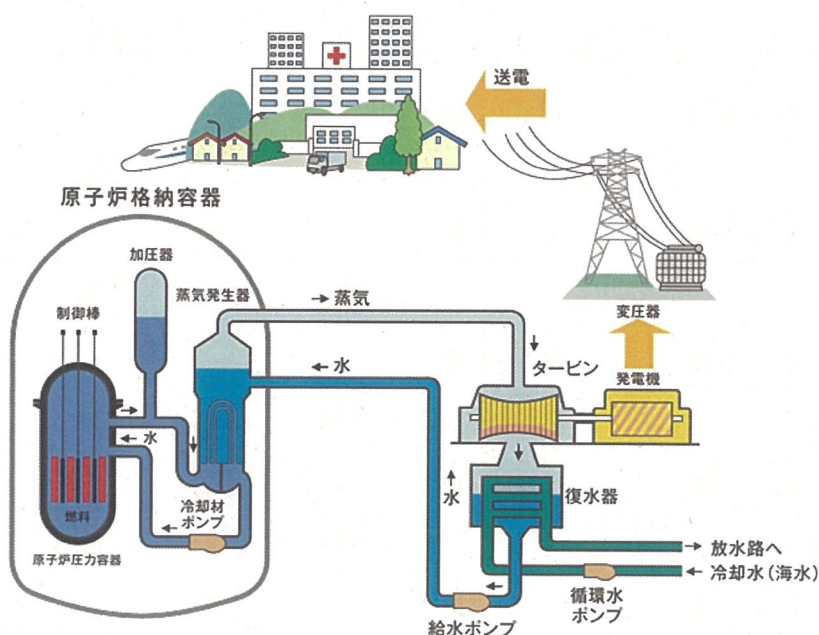 送電
原子炉格納容器
加圧器
蒸気発生器
→蒸気
制御棒
変圧器
←水
タービン
発電機
水
水
復水器
冷却材
ポンプ
燃料
原子炉圧力容器
放水路へ
冷却水(海水)
循環水
ポンプ
給水ポンプ